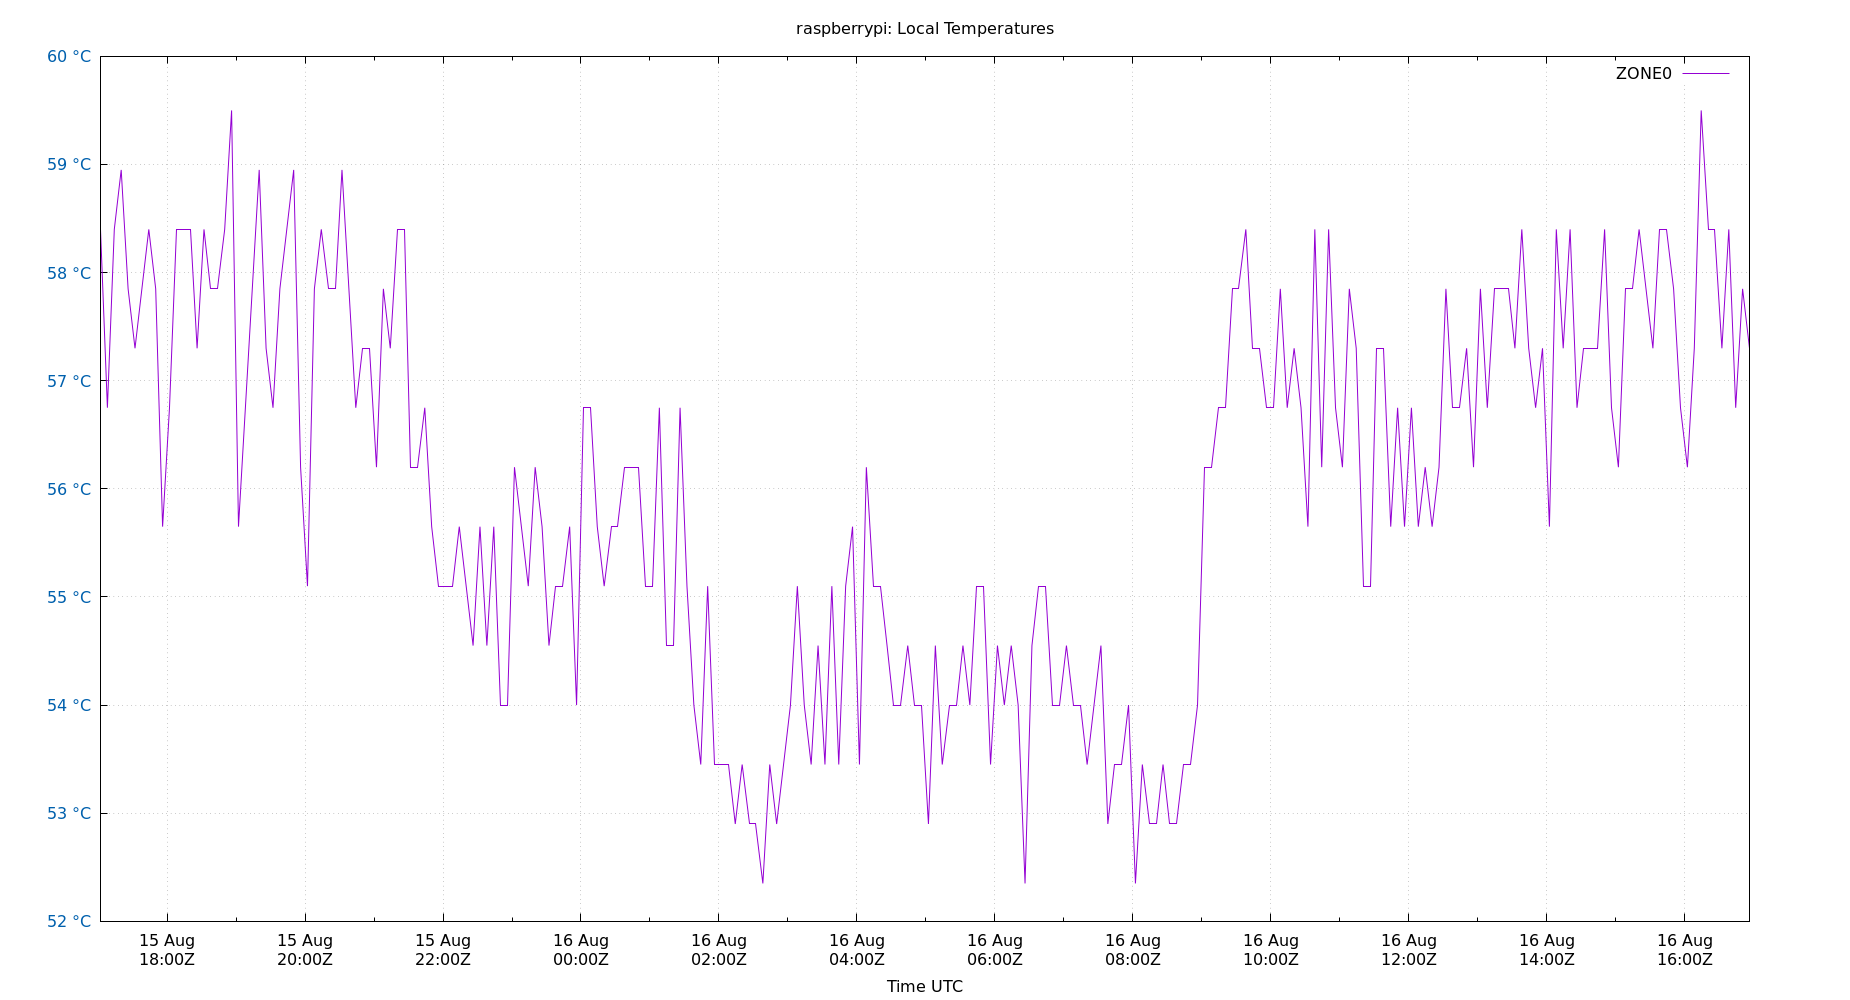 raspberrypi: Local Temperatures
60 °C
ZONE0
59 °C
58 °C
57 °C
56 °C
55 °C
54 °C
53 °C
52 °C
15 Aug 15 Aug 15 Aug 16 Aug 16 Aug 16 Aug 16 Aug 16 Aug 16 Aug 16 Aug 16 Aug 16 Aug
18:00Z 20:00Z 22:00Z 00:00Z 02:00Z 04:00Z 06:00Z 08:00Z 10:00Z 12:00Z 14:00Z 16:00Z
Time UTC